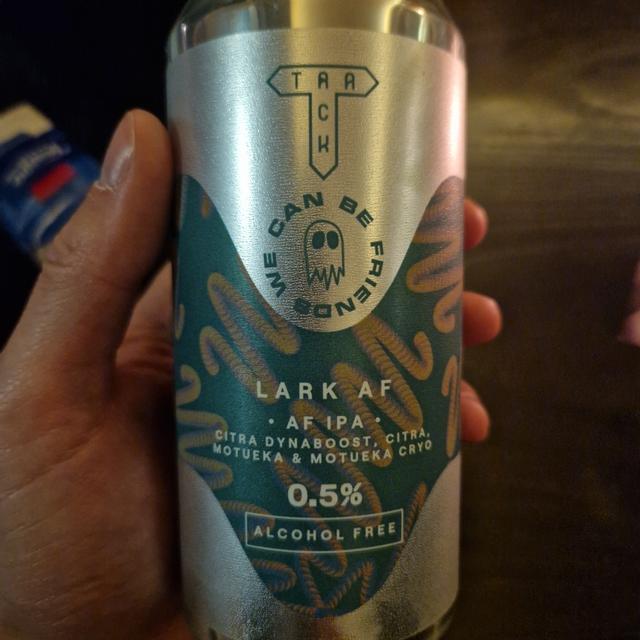 TRACK
WE CAN BE FRIENDS
LARK AF
· AF IPA ·
CITRA DYNABOOST, CITRA,
MOTUEKA & MOTUEKA CRYO
0.5%
ALCOHOL FREE